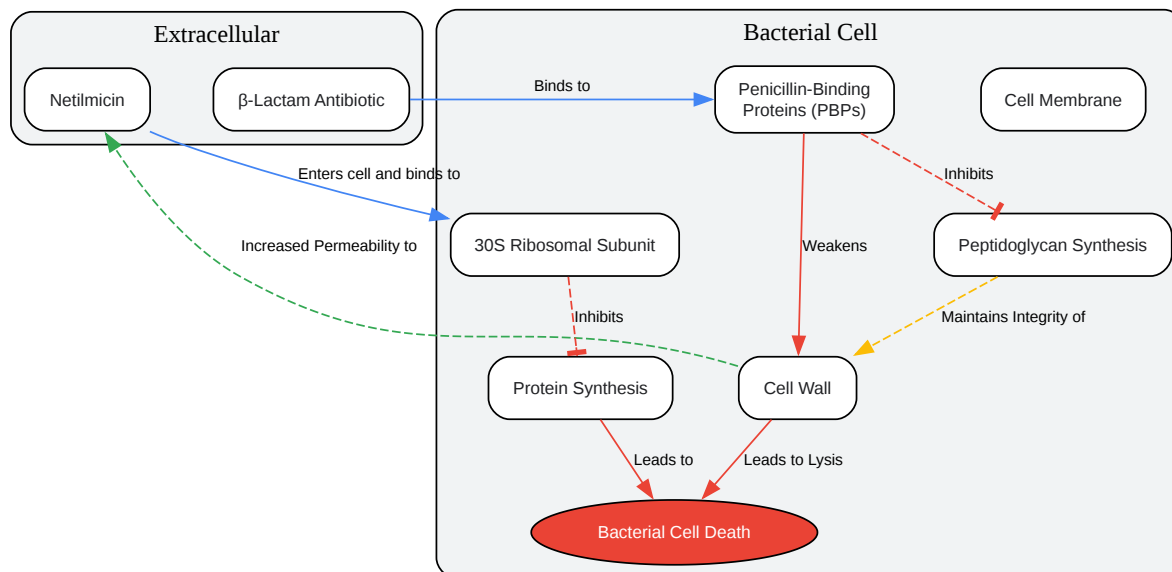 Extracellular
Bacterial Cell
Netilmicin
β-Lactam Antibiotic
Binds to
Penicillin-Binding
Proteins (PBPs)
Cell Membrane
Enters cell and binds to
Inhibits
Increased Permeability to
30S Ribosomal Subunit
Weakens
Peptidoglycan Synthesis
Inhibits
Maintains Integrity of
Protein Synthesis
Cell Wall
Leads to
Leads to Lysis
Bacterial Cell Death